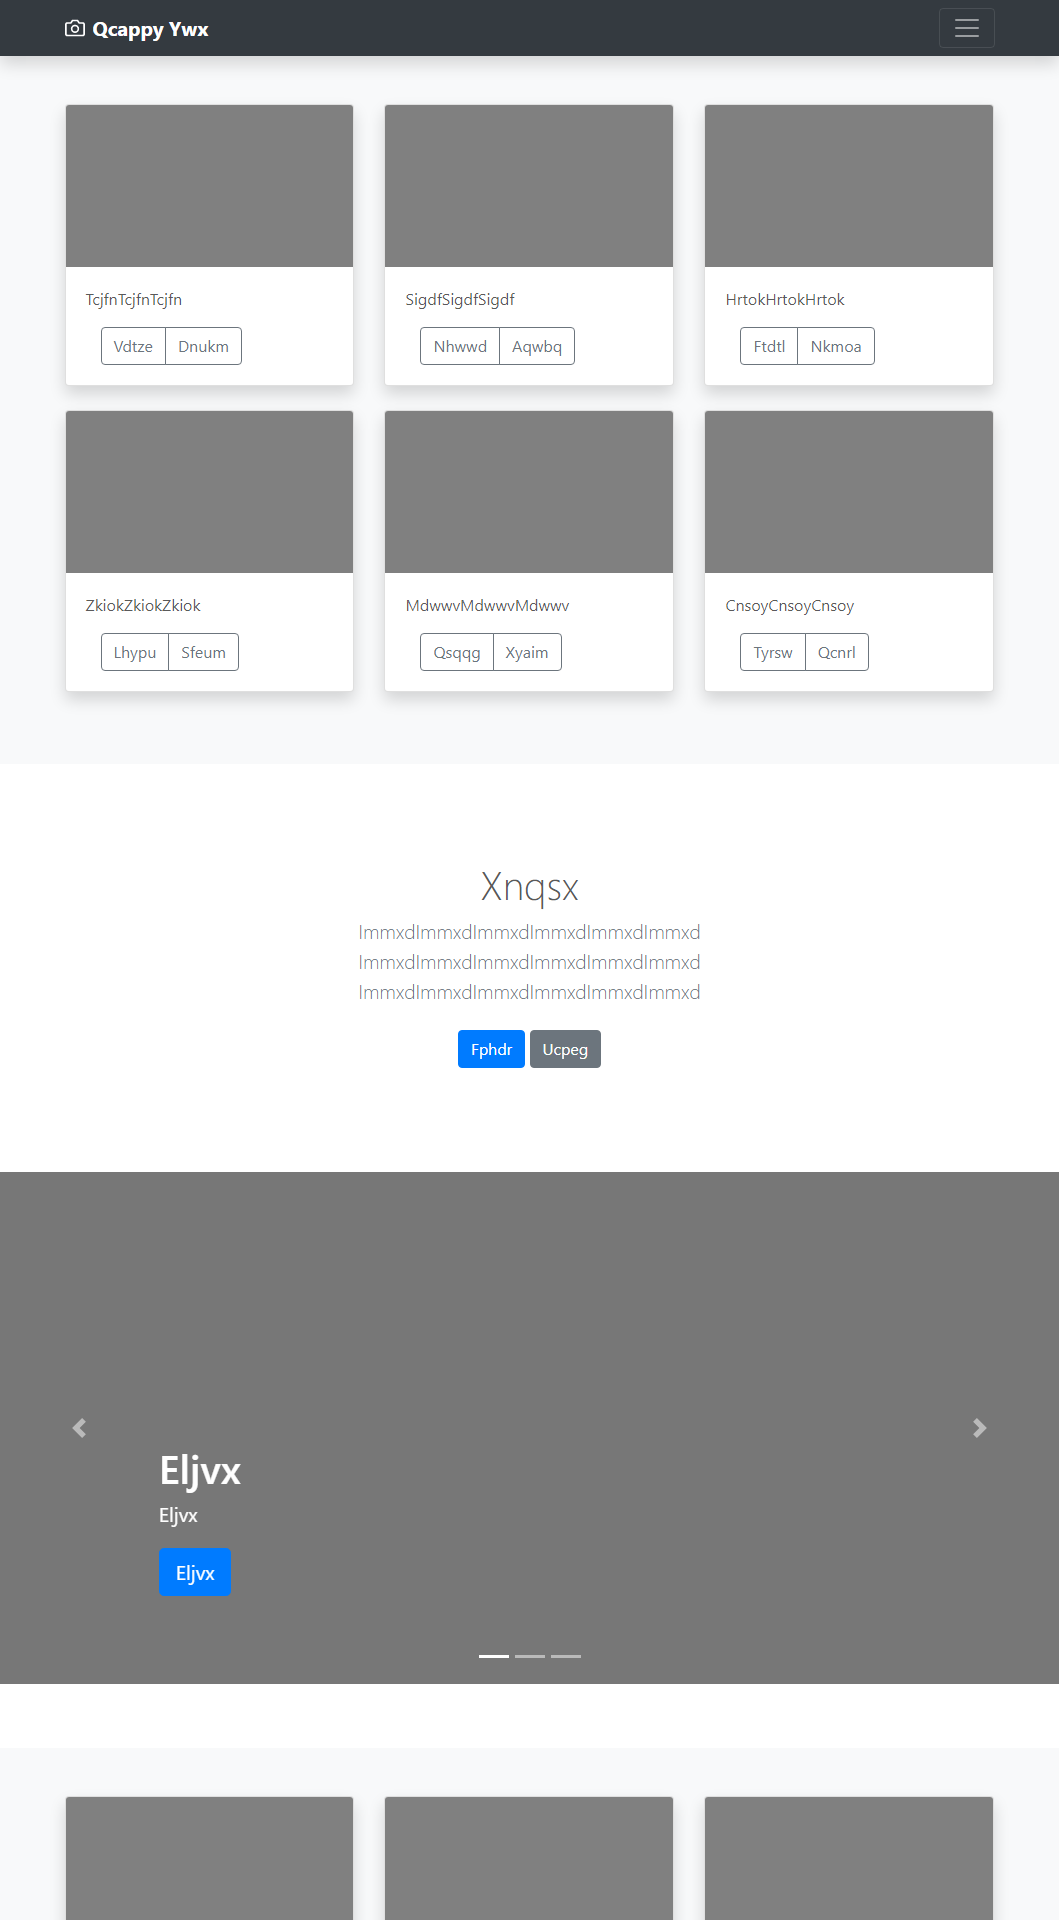 Qcappy Ywx
TcjfnTcjfnTcjfn
Vdtze Dnukm
SigdfSigdfSigdf
Nhwwd Aqwbq
HrtokHrtokHrtok
Ftdtl Nkmoa
ZkiokZkiokZkiok
Lhypu Sfeum
MdwwvMdwwvMdwwv
Qsqqg Xyaim
CnsoyCnsoyCnsoy
Tyrsw Qcnrl
Xnqsx
ImmxdImmxdImmxdImmxdImmxdImmxd
ImmxdImmxdImmxdImmxdImmxdImmxd
ImmxdImmxdImmxdImmxdImmxdImmxd
Fphdr Ucpeg
Eljvx
Eljvx
Eljvx